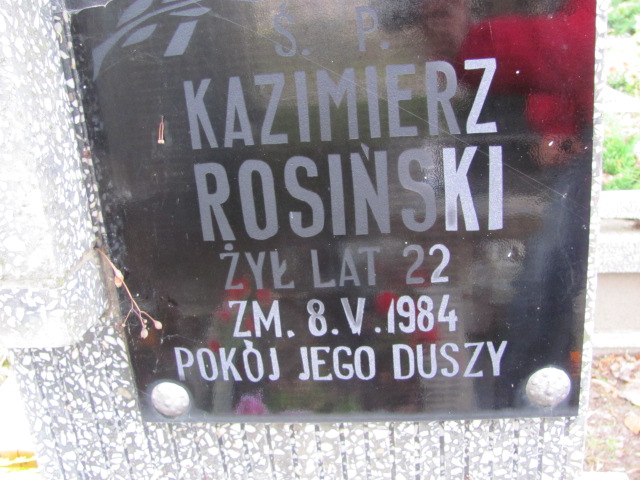 Ś. P.
KAZIMIERZ
ROSIŃSKI
ŻYŁ LAT 22
ZM. 8.V.1984
POKÓJ JEGO DUSZY